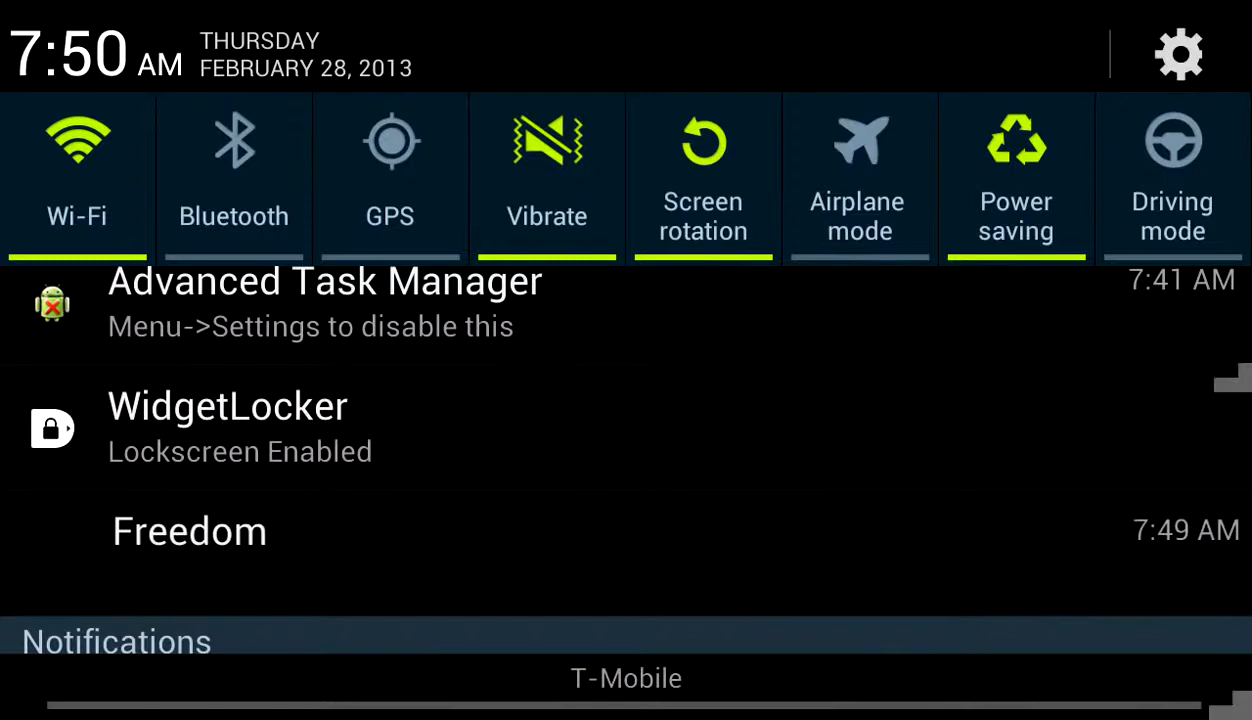 7:50 AM
THURSDAY
FEBRUARY 28, 2013
Wi-Fi
Bluetooth
GPS
Vibrate
Screen
rotation
Airplane
mode
Power
saving
Driving
mode
Advanced Task Manager
7:41 AM
Menu->Settings to disable this
WidgetLocker
Lockscreen Enabled
Freedom
7:49 AM
Notifications
T-Mobile